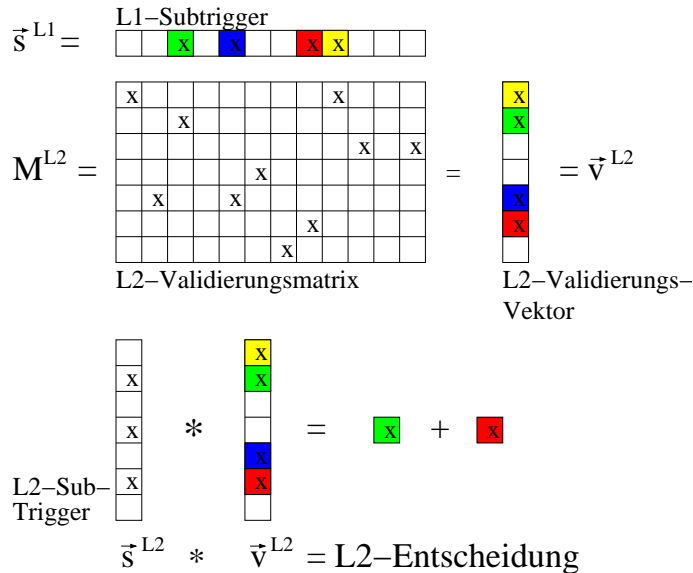 L1–Subtrigger
s⃗ L1 =
x x x x
x x
x
M L2 = x x = = v⃗ L2
x
x x
x
x
x
x
x
x
L2–Validierungsmatrix
L2–Validierungs–
Vektor
x
x x
x * = x + x
x
x x
L2–Sub–
Trigger
s⃗ L2 * v⃗ L2 = L2–Entscheidung